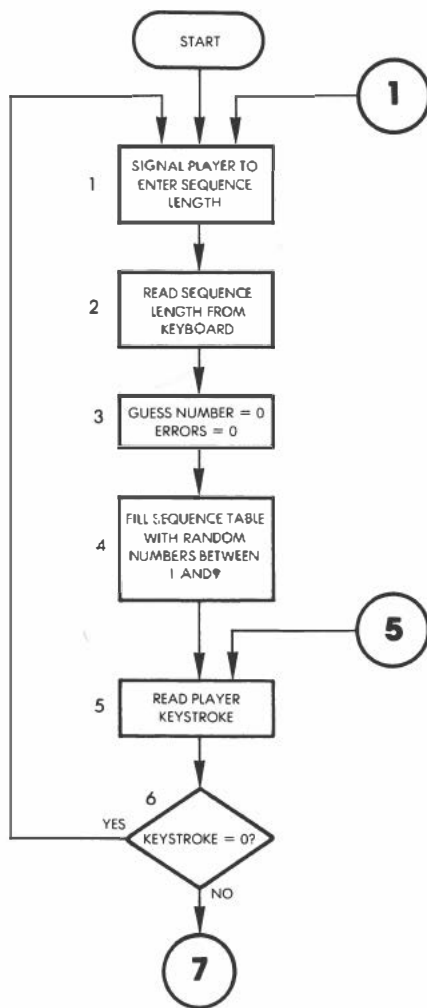 START
1
1
SIGNAL PLAYER TO
ENTER SEQUENCE
LENGTH
2
READ SEQUENCE
LENGTH FROM
KEYBOARD
3
GUESS NUMBER = 0
ERRORS = 0
4
FILL SEQUENCE TABLE
WITH RANDOM
NUMBERS BETWEEN
1 AND 9
5
5
READ PLAYER
KEYSTROKE
6
YES
KEYSTROKE = 0?
NO
7